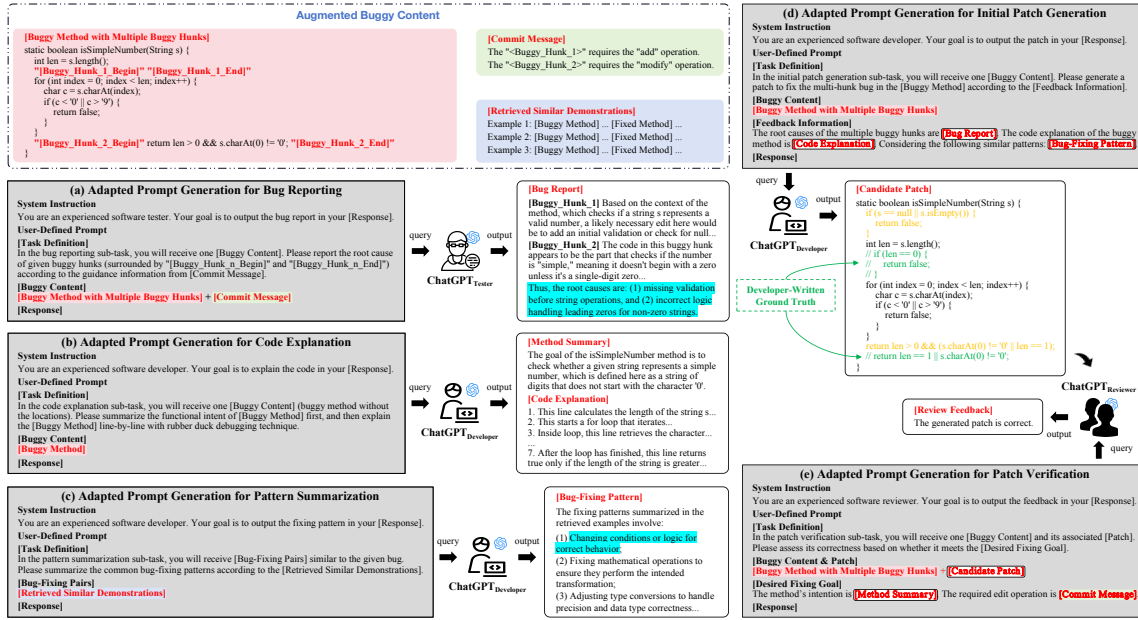 Augmented Buggy Content
[Buggy Method with Multiple Buggy Hunks]
static boolean isSimpleNumber(String s) {
int len = s.length();
"[Buggy_Hunk_1_Begin]" "[Buggy_Hunk_1_End]"
for (int index = 0; index < len; index++) {
char c = s.charAt(index);
if (c < '0' || c > '9') {
return false;
}
}
"[Buggy_Hunk_2_Begin]" return len > 0 && s.charAt(0) != '0'; "[Buggy_Hunk_2_End]"
}
[Commit Message]
The "<Buggy_Hunk_1>" requires the "add" operation.
The "<Buggy_Hunk_2>" requires the "modify" operation.
[Retrieved Similar Demonstrations]
Example 1: [Buggy Method] ... [Fixed Method] ...
Example 2: [Buggy Method] ... [Fixed Method] ...
Example 3: [Buggy Method] ... [Fixed Method] ...
(a) Adapted Prompt Generation for Bug Reporting
System Instruction
You are an experienced software tester. Your goal is to output the bug report in your [Response].
User-Defined Prompt
[Task Definition]
In the bug reporting sub-task, you will receive one [Buggy Content]. Please report the root cause
of given buggy hunks (surrounded by "[Buggy_Hunk_n_Begin]" and "[Buggy_Hunk_n_End]")
according to the guidance information from [Commit Message].
[Buggy Content]
[Buggy Method with Multiple Buggy Hunks] + [Commit Message]
[Response]
query
output
ChatGPTTester
[Bug Report]
[Buggy_Hunk_1] Based on the context of the
method, which checks if a string s represents a
valid number, a likely necessary edit here would
be to add an initial validation or check for null...
[Buggy_Hunk_2] The code in this buggy hunk
appears to be the part that checks if the number
is "simple," meaning it doesn't begin with a zero
unless it's a single-digit zero...
Thus, the root causes are: (1) missing validation
before string operations, and (2) incorrect logic
handling leading zeros for non-zero strings.
(b) Adapted Prompt Generation for Code Explanation
System Instruction
You are an experienced software developer. Your goal is to explain the code in your [Response].
User-Defined Prompt
[Task Definition]
In the code explanation sub-task, you will receive one [Buggy Content] (buggy method without
the locations). Please summarize the functional intent of [Buggy Method] first, and then explain
the [Buggy Method] line-by-line with rubber duck debugging technique.
[Buggy Content]
[Buggy Method]
[Response]
query
output
ChatGPTDeveloper
[Method Summary]
The goal of the isSimpleNumber method is to
check whether a given string represents a simple
number, which is defined here as a string of
digits that does not start with the character '0'.
[Code Explanation]
1. This line calculates the length of the string s...
2. This starts a for loop that iterates...
3. Inside loop, this line retrieves the character...
...
7. After the loop has finished, this line returns
true only if the length of the string is greater...
(c) Adapted Prompt Generation for Pattern Summarization
System Instruction
You are an experienced software developer. Your goal is to output the fixing pattern in your [Response].
User-Defined Prompt
[Task Definition]
In the pattern summarization sub-task, you will receive [Bug-Fixing Pairs] similar to the given bug.
Please summarize the common bug-fixing patterns according to the [Retrieved Similar Demonstrations].
[Bug-Fixing Pairs]
[Retrieved Similar Demonstrations]
[Response]
query
output
ChatGPTDeveloper
[Bug-Fixing Pattern]
The fixing patterns summarized in the
retrieved examples involve:
(1) Changing conditions or logic for
correct behavior;
(2) Fixing mathematical operations to
ensure they perform the intended
transformation;
(3) Adjusting type conversions to handle
precision and data type correctness...
(d) Adapted Prompt Generation for Initial Patch Generation
System Instruction
You are an experienced software developer. Your goal is to output the patch in your [Response].
User-Defined Prompt
[Task Definition]
In the initial patch generation sub-task, you will receive one [Buggy Content]. Please generate a
patch to fix the multi-hunk bug in the [Buggy Method] according to the [Feedback Information].
[Buggy Content]
[Buggy Method with Multiple Buggy Hunks]
[Feedback Information]
The root causes of the multiple buggy hunks are [Bug Report]. The code explanation of the buggy
method is [Code Explanation]. Considering the following similar patterns: [Bug-Fixing Pattern].
[Response]
query
output
ChatGPTDeveloper
[Candidate Patch]
static boolean isSimpleNumber(String s) {
if (s == null || s.isEmpty()) {
return false;
}
int len = s.length();
// if (len == 0) {
// return false;
// }
for (int index = 0; index < len; index++) {
char c = s.charAt(index);
if (c < '0' || c > '9') {
return false;
}
}
return len > 0 && (s.charAt(0) != '0' || len == 1);
// return len == 1 || s.charAt(0) != '0';
}
Developer-Written
Ground Truth
ChatGPTReviewer
[Review Feedback]
The generated patch is correct.
output
query
(e) Adapted Prompt Generation for Patch Verification
System Instruction
You are an experienced software reviewer. Your goal is to output the feedback in your [Response].
User-Defined Prompt
[Task Definition]
In the patch verification sub-task, you will receive one [Buggy Content] and its associated [Patch].
Please assess its correctness based on whether it meets the [Desired Fixing Goal].
[Buggy Content & Patch]
[Buggy Method with Multiple Buggy Hunks] + [Candidate Patch]
[Desired Fixing Goal]
The method's intention is [Method Summary]. The required edit operation is [Commit Message]
[Response]